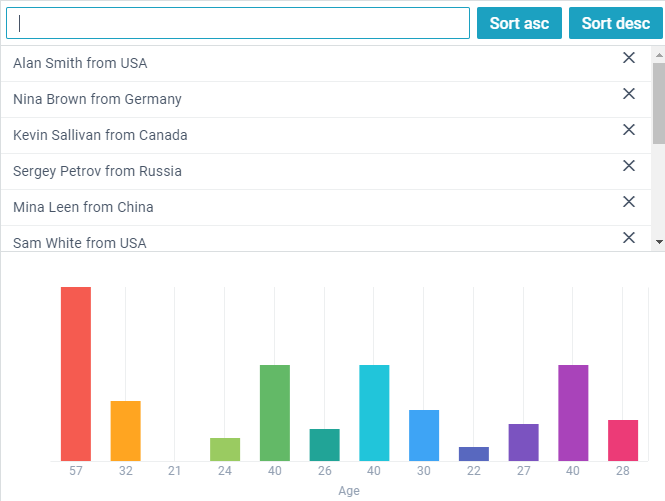 Sort asc Sort desc
Alan Smith from USA
Nina Brown from Germany
Kevin Sallivan from Canada
Sergey Petrov from Russia
Mina Leen from China
Sam White from USA
57 32 21 24 40 26 40 30 22 27 40 28
Age